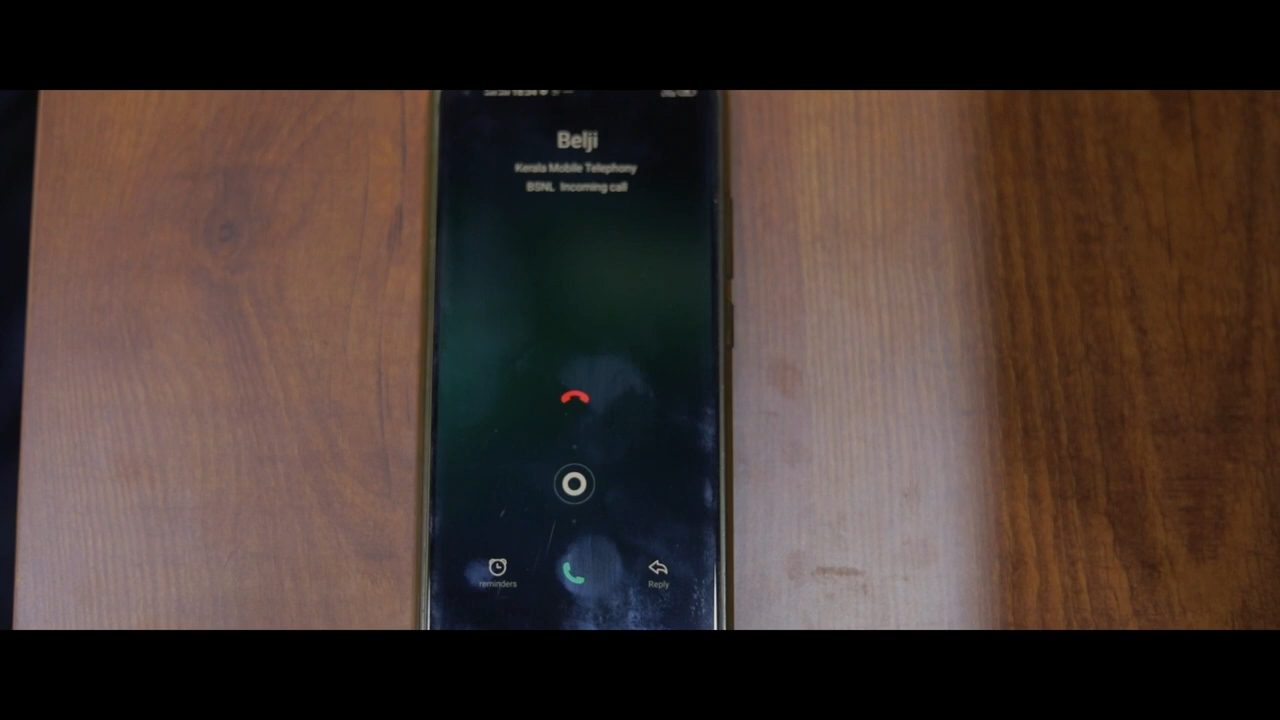 Belji
Kerala Mobile Telephony
BSNL Incoming call
reminders
Reply